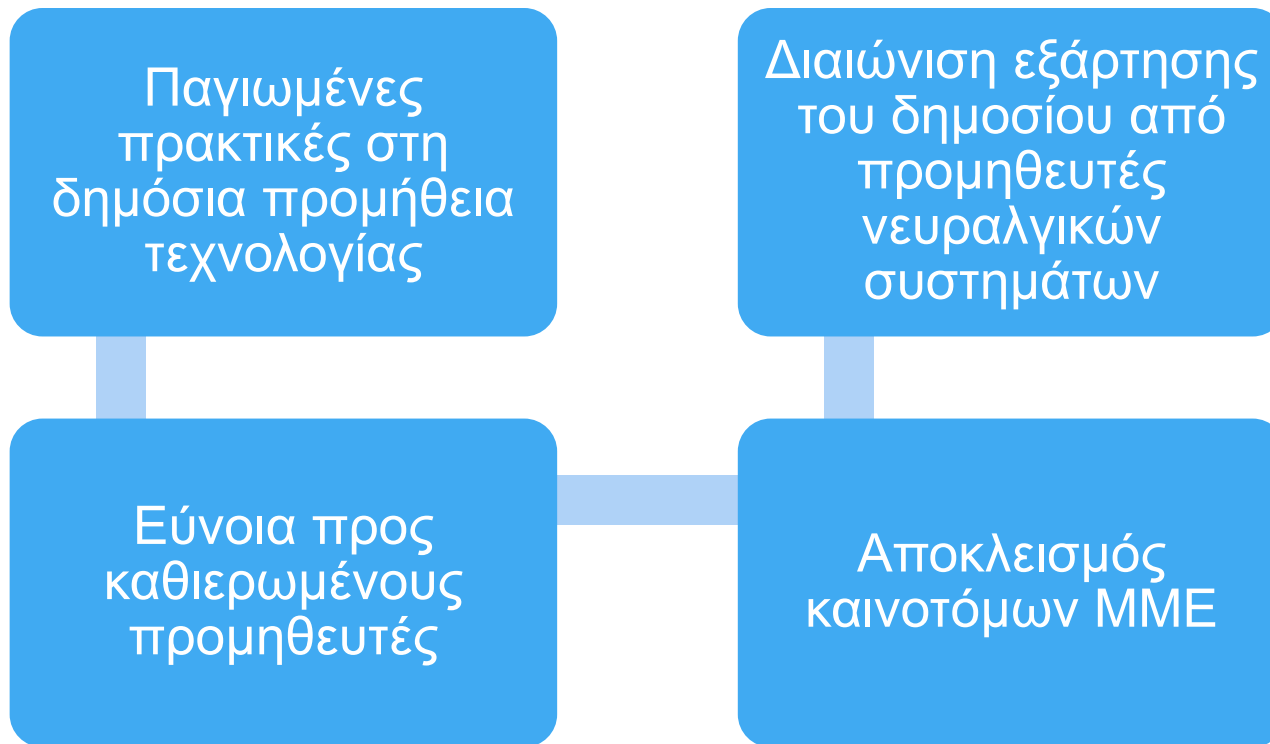 Παγιωμένες
πρακτικές στη
δημόσια προμήθεια
τεχνολογίας
Εύνοια προς
καθιερωμένους
προμηθευτές
Αποκλεισμός
καινοτόμων ΜΜΕ
Διαιώνιση εξάρτησης
του δημοσίου από
προμηθευτές
νευραλγικών
συστημάτων